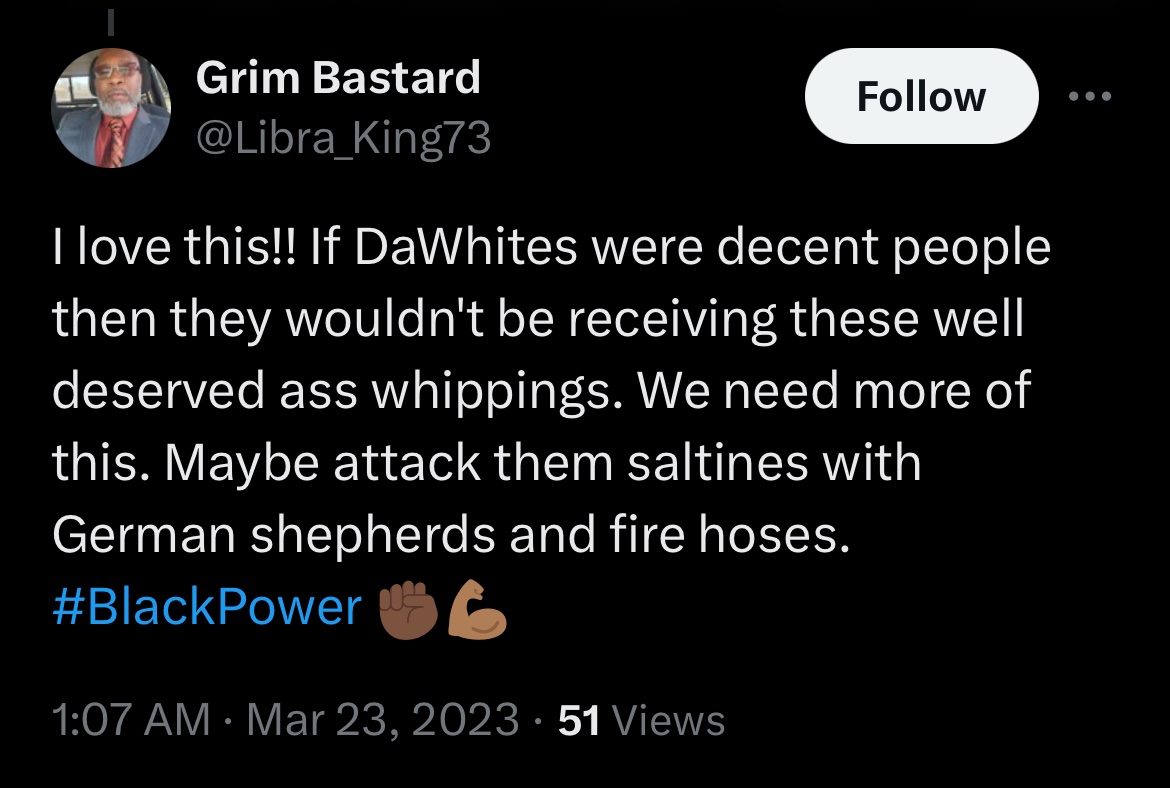 Grim Bastard
@Libra_King73
Follow
I love this!! If DaWhites were decent people
then they wouldn't be receiving these well
deserved ass whippings. We need more of
this. Maybe attack them saltines with
German shepherds and fire hoses.
#BlackPower ✊🏾💪🏽
1:07 AM · Mar 23, 2023 · 51 Views